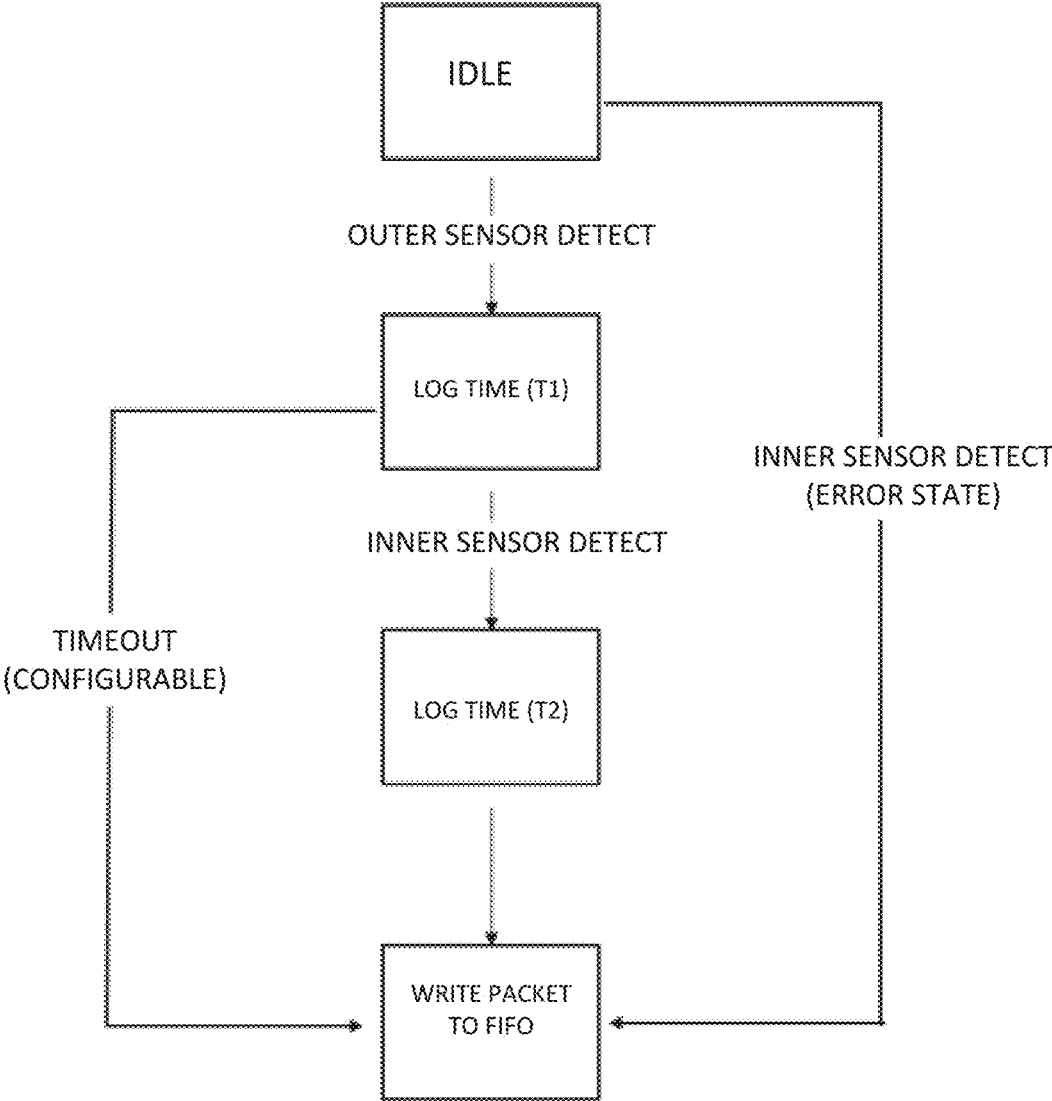 IDLE
OUTER SENSOR DETECT
LOG TIME (T1)
INNER SENSOR DETECT
(ERROR STATE)
INNER SENSOR DETECT
TIMEOUT
(CONFIGURABLE)
LOG TIME (T2)
WRITE PACKET
TO FIFO